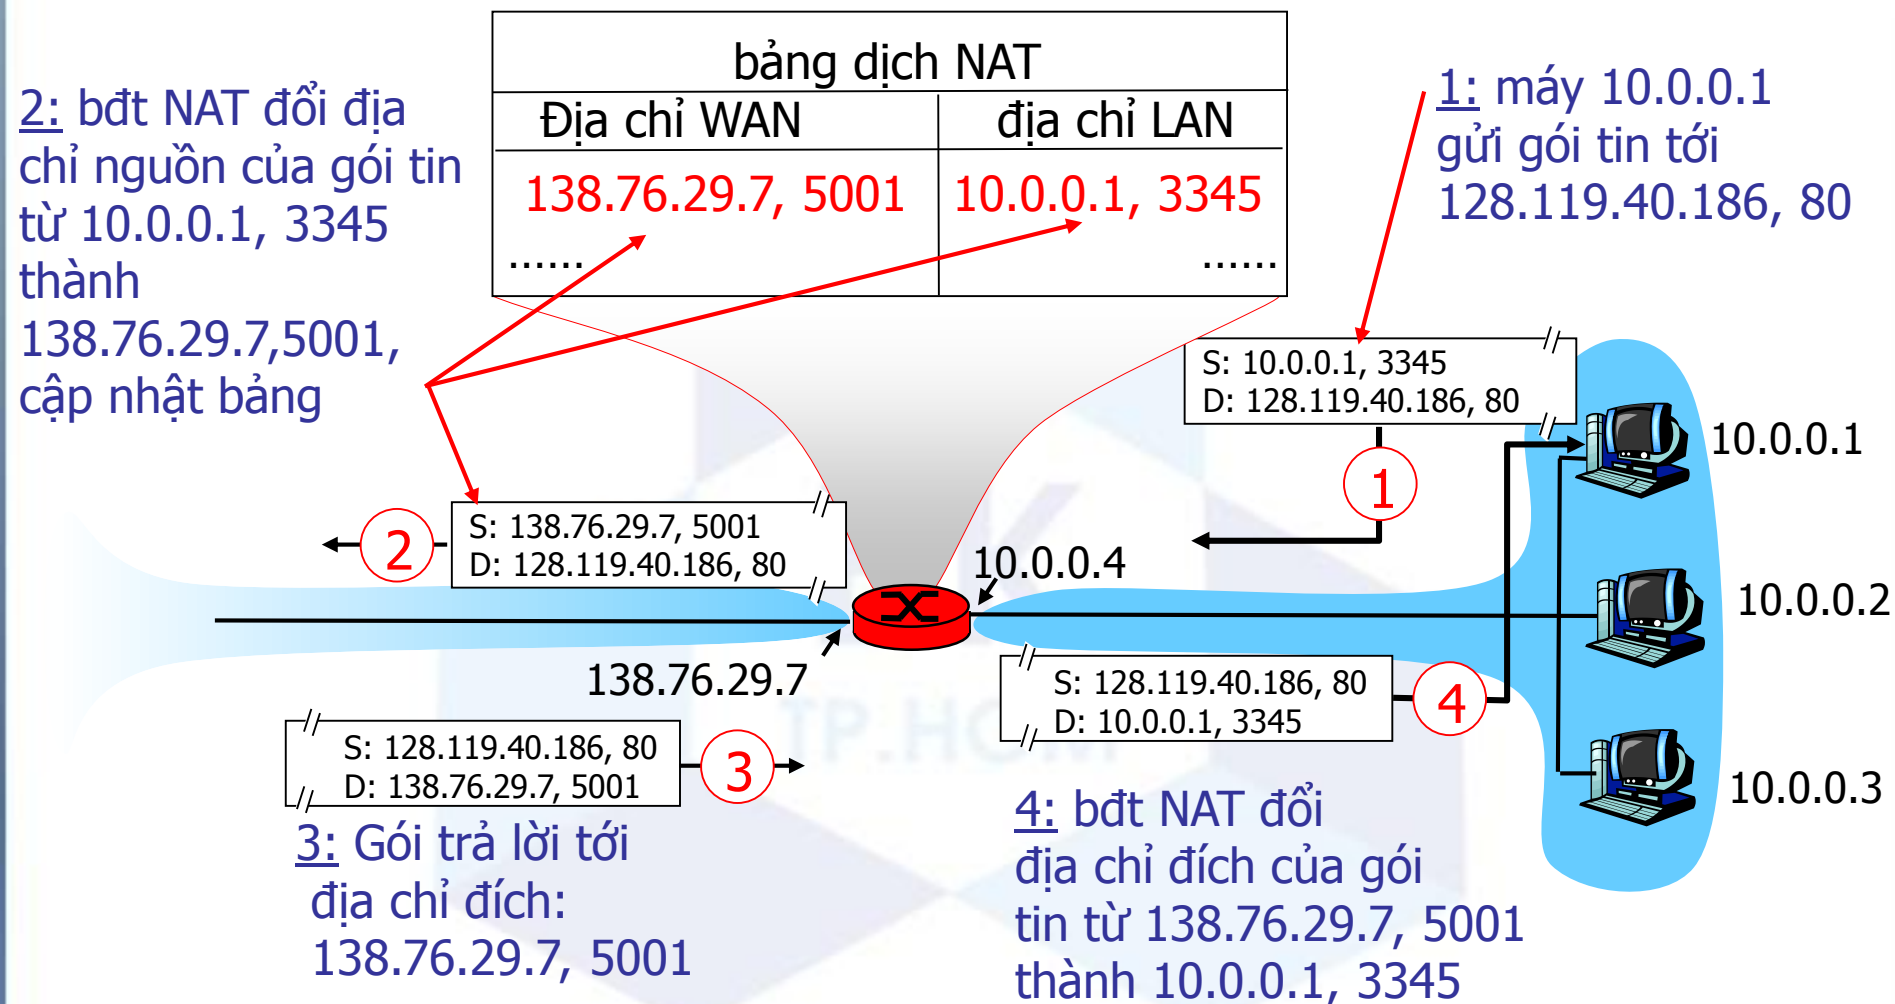 bảng dịch NAT
Địa chỉ WAN
địa chỉ LAN
138.76.29.7, 5001
10.0.0.1, 3345
......
......
2: bđt NAT đổi địa
chỉ nguồn của gói tin
từ 10.0.0.1, 3345
thành
138.76.29.7,5001,
cập nhật bảng
1: máy 10.0.0.1
gửi gói tin tới
128.119.40.186, 80
S: 10.0.0.1, 3345
D: 128.119.40.186, 80
1
10.0.0.1
S: 138.76.29.7, 5001
D: 128.119.40.186, 80
2
10.0.0.4
10.0.0.2
138.76.29.7
S: 128.119.40.186, 80
D: 10.0.0.1, 3345
4
S: 128.119.40.186, 80
D: 138.76.29.7, 5001
3
10.0.0.3
TP.HCM
3: Gói trả lời tới
địa chỉ đích:
138.76.29.7, 5001
4: bđt NAT đổi
địa chỉ đích của gói
tin từ 138.76.29.7, 5001
thành 10.0.0.1, 3345